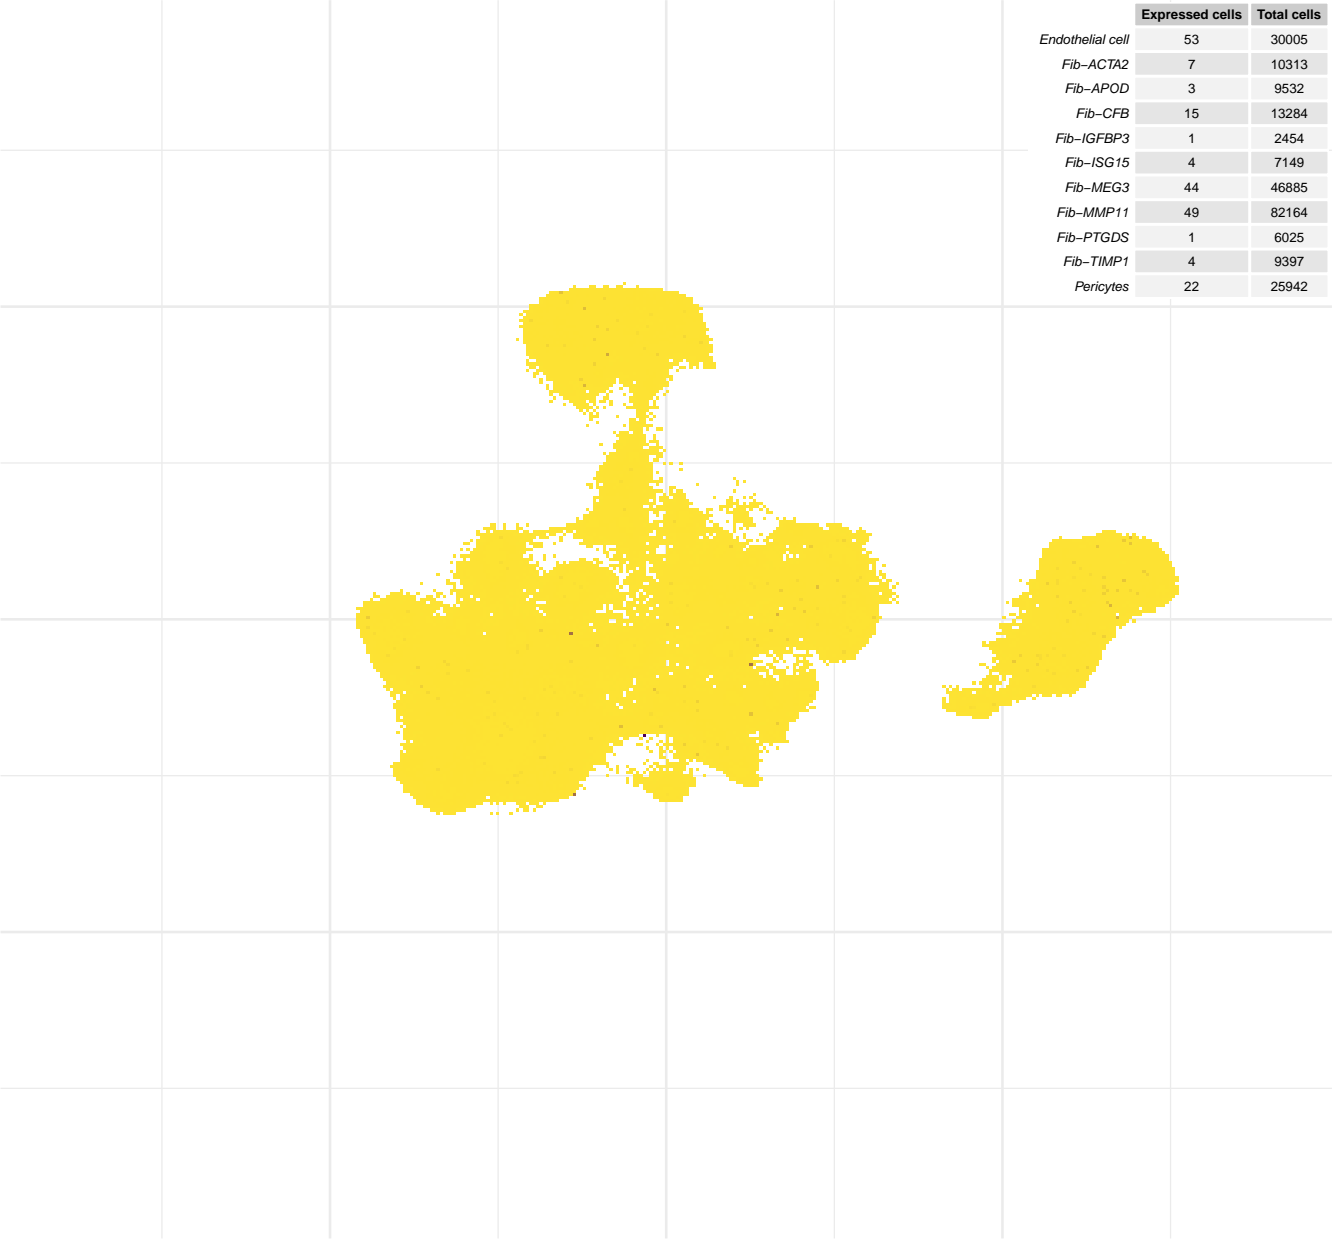 Expressed cells Total cells
Endothelial cell 53 30005
Fib−ACTA2 7 10313
Fib−APOD 3 9532
Fib−CFB 15 13284
Fib−IGFBP3 1 2454
Fib−ISG15 4 7149
Fib−MEG3 44 46885
Fib−MMP11 49 82164
Fib−PTGDS 1 6025
Fib−TIMP1 4 9397
Pericytes 22 25942